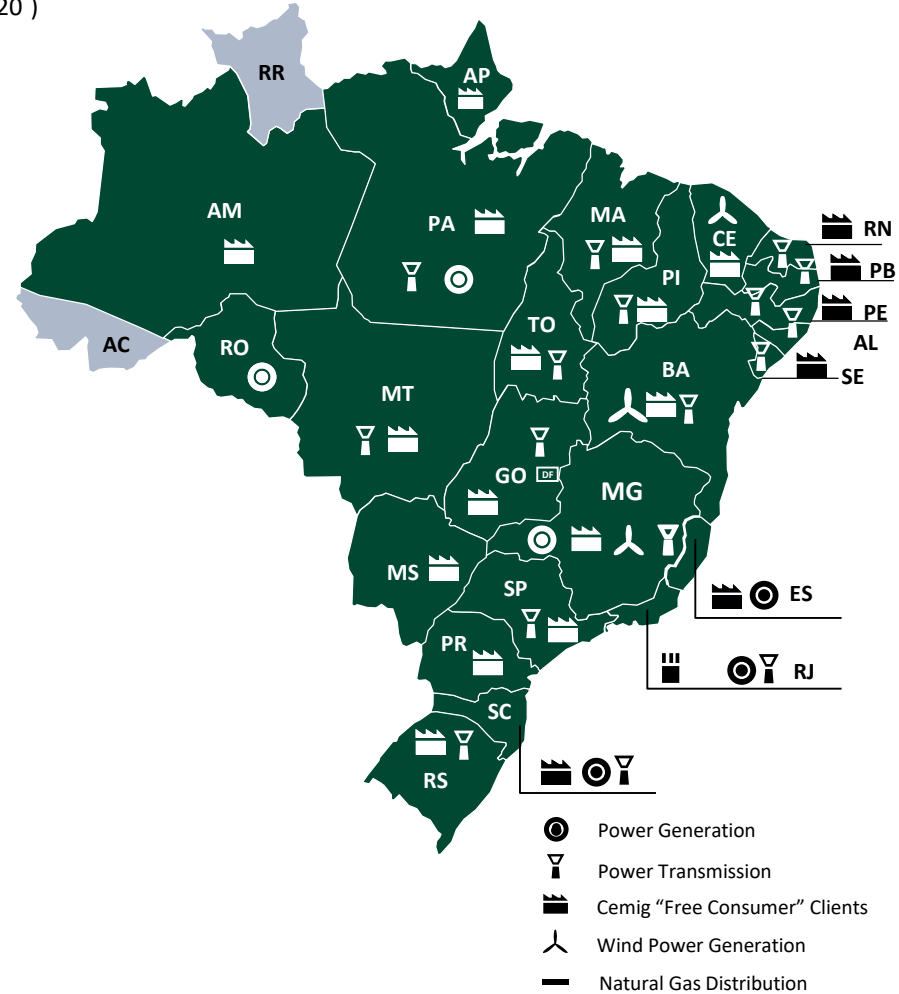 20 )
RR
AP
AM
PA
MA
CE
RN
PI
PB
PE
AC
RO
TO
AL
BA
SE
MT
GO
DF
MG
MS
SP
ES
PR
RJ
SC
RS
Power Generation
Power Transmission
Cemig “Free Consumer” Clients
Wind Power Generation
Natural Gas Distribution